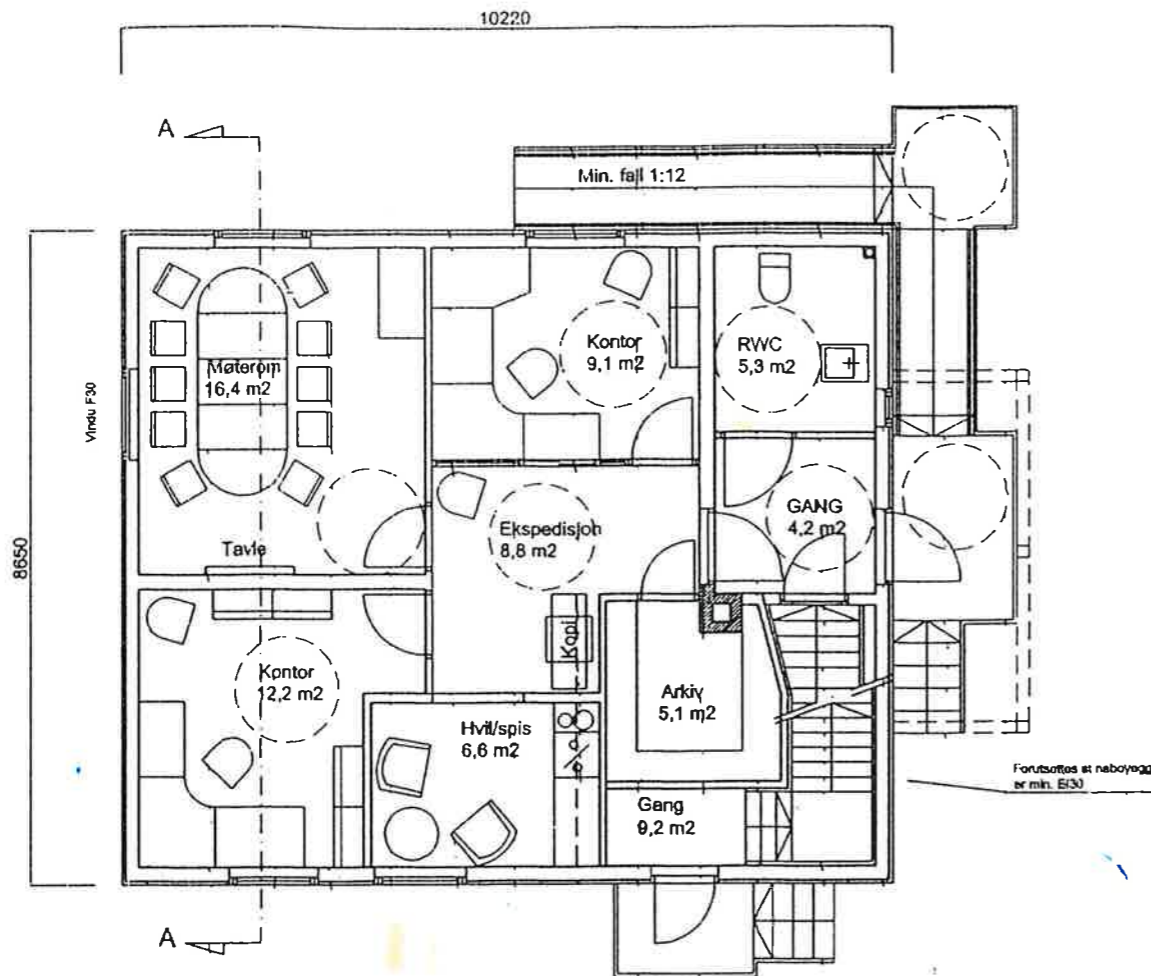 10220
A
Min. fall 1:12
Kontor
9,1 m2
RWC
5,3 m2
Møterom
16,4 m2
Vindu F30
GANG
4,2 m2
Ekspedisjon
8,8 m2
Tavle
8650
Kopi
Kontor
12,2 m2
Arkiv
5,1 m2
Hvil/spis
6,6 m2
Forutsettes at nabovegg
er min. EI30
Gang
9,2 m2
A